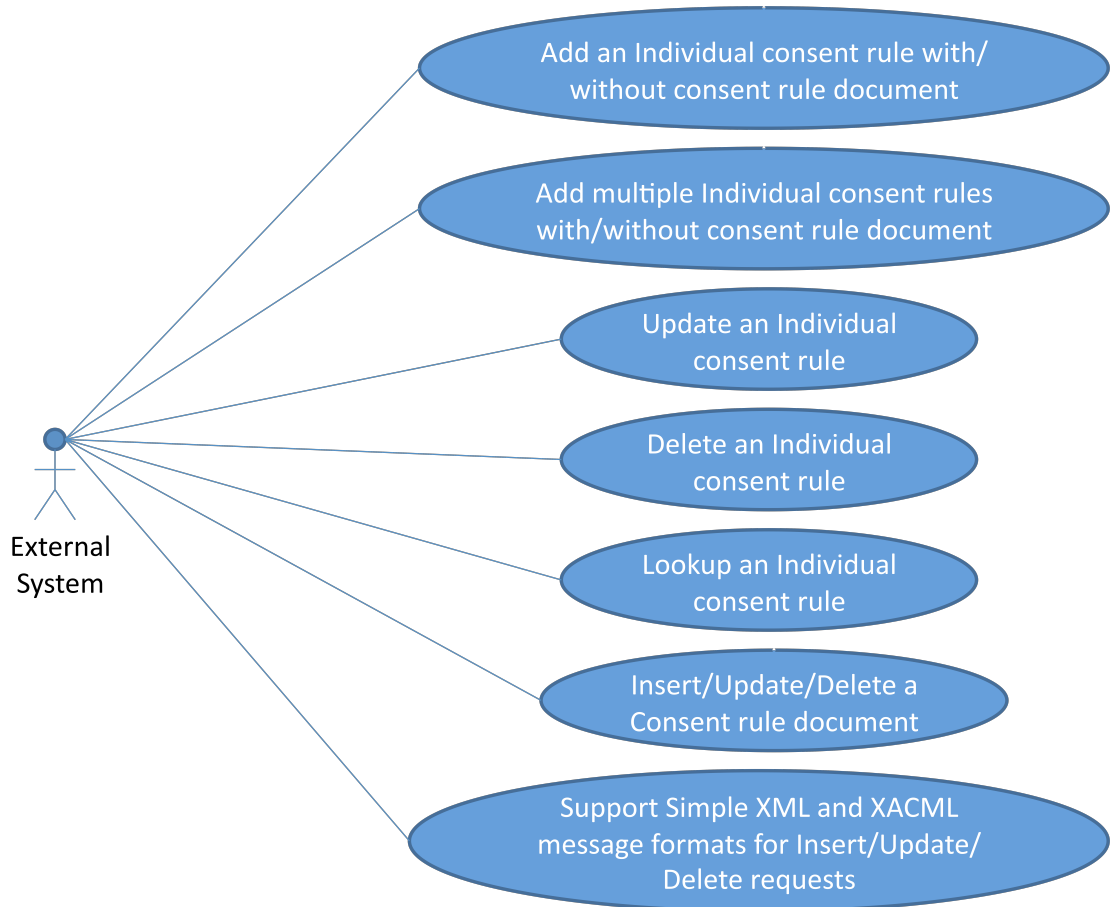 Add an Individual consent rule with/
without consent rule document
Add multiple Individual consent rules
with/without consent rule document
Update an Individual
consent rule
Delete an Individual
consent rule
External
System
Lookup an Individual
consent rule
Insert/Update/Delete a
Consent rule document
Support Simple XML and XACML
message formats for Insert/Update/
Delete requests